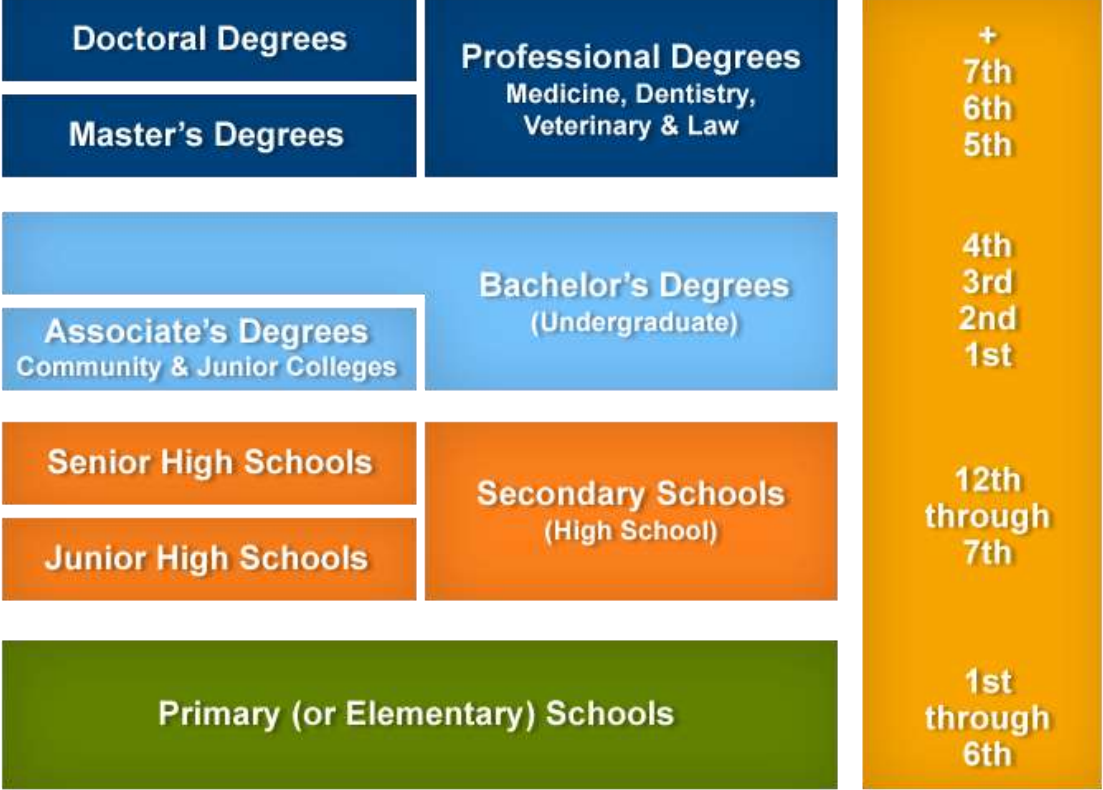 Doctoral Degrees
Master's Degrees
Professional Degrees
Medicine, Dentistry,
Veterinary & Law
+
7th
6th
5th
Bachelor's Degrees
(Undergraduate)
Associate's Degrees
Community & Junior Colleges
4th
3rd
2nd
1st
Senior High Schools
Junior High Schools
Secondary Schools
(High School)
12th
through
7th
Primary (or Elementary) Schools
1st
through
6th